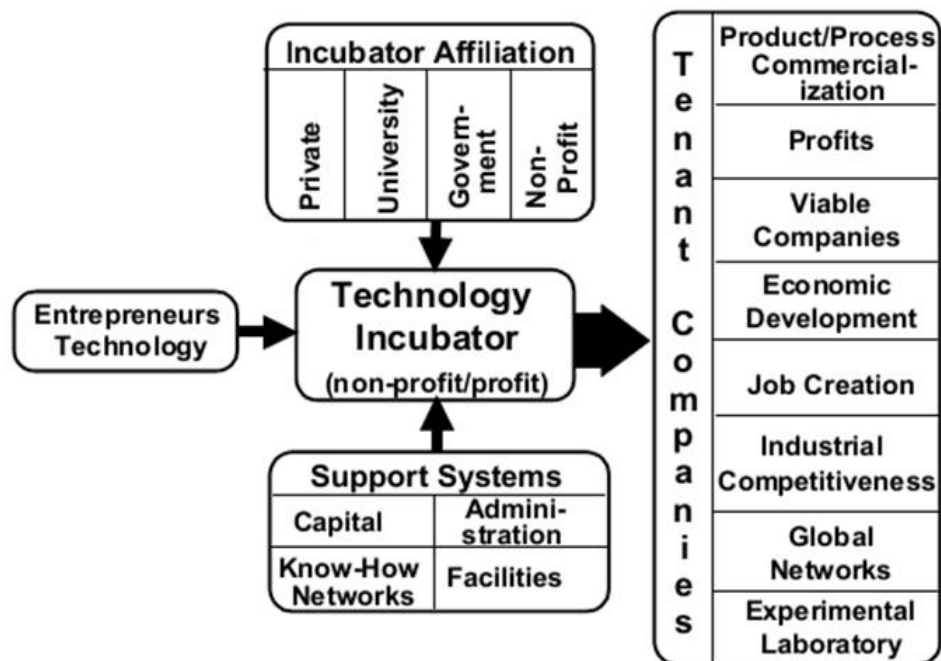 Incubator Affiliation
Private
University
Govern-
ment
Non-
Profit
Entrepreneurs
Technology
Technology
Incubator
(non-profit/profit)
Support Systems
Capital
Admini-
stration
Know-How
Networks
Facilities
Tenant Companies
Product/Process
Commercial-
ization
Profits
Viable
Companies
Economic
Development
Job Creation
Industrial
Competitiveness
Global
Networks
Experimental
Laboratory